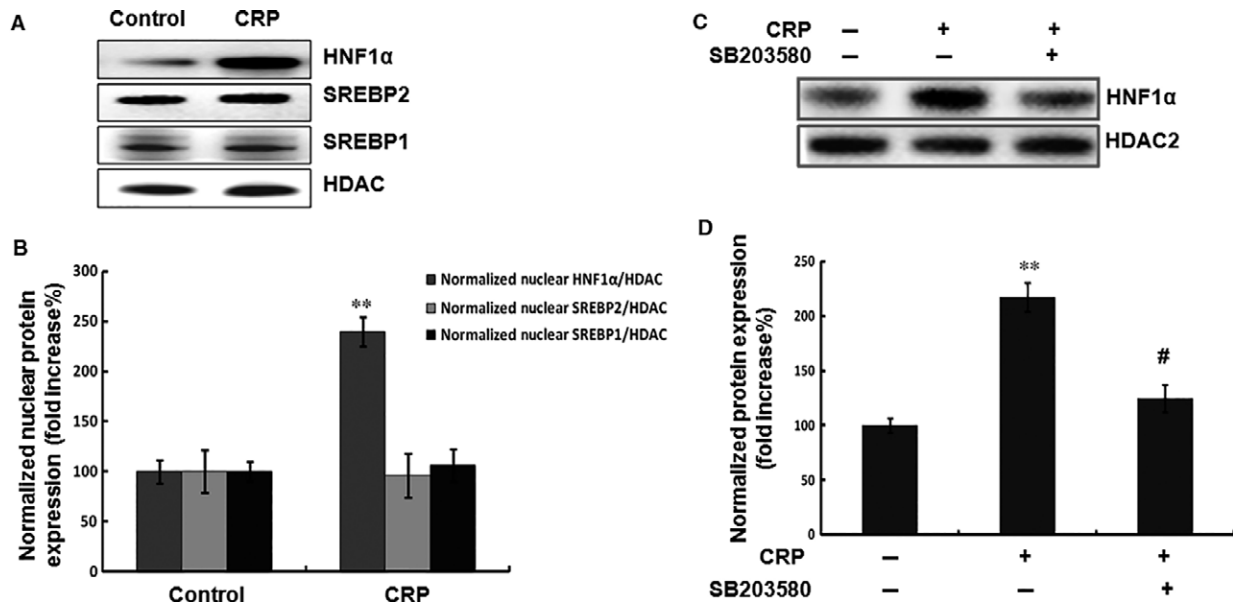 A
Control CRP
HNF1α
SREBP2
SREBP1
HDAC
B
Normalized nuclear protein
expression (fold increase%)
300
250
200
150
100
50
0
**
Normalized nuclear HNF1α/HDAC
Normalized nuclear SREBP2/HDAC
Normalized nuclear SREBP1/HDAC
Control CRP
C
CRP – + +
SB203580 – – +
HNF1α
HDAC2
D
Normalized protein expression
(fold increase%)
250
200
150
100
50
0
**
#
CRP – + +
SB203580 – – +